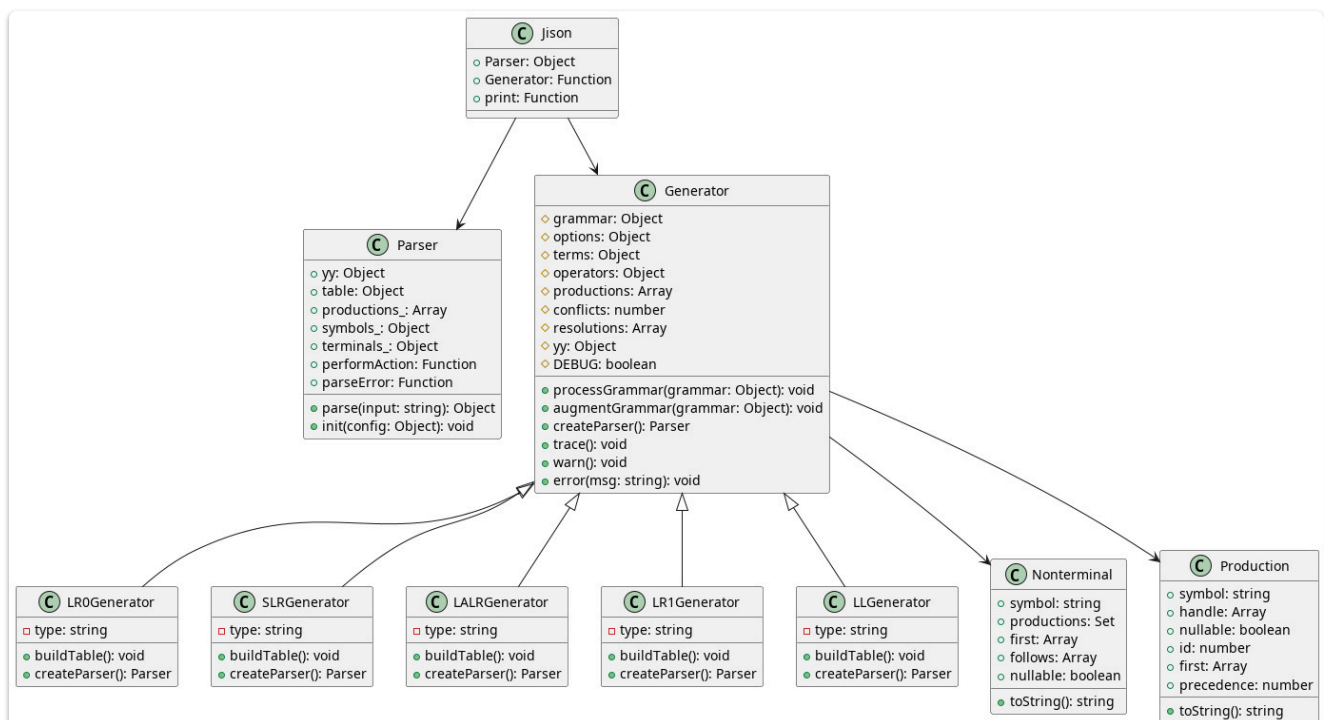 C Jison
Parser: Object
Generator: Function
print: Function
C Generator
grammar: Object
options: Object
terms: Object
operators: Object
productions: Array
conflicts: number
resolutions: Array
yy: Object
DEBUG: boolean
processGrammar(grammar: Object): void
augmentGrammar(grammar: Object): void
createParser(): Parser
trace(): void
warn(): void
error(msg: string): void
C Parser
yy: Object
table: Object
productions_: Array
symbols_: Object
terminals_: Object
performAction: Function
parseError: Function
parse(input: string): Object
init(config: Object): void
C LR0Generator
type: string
buildTable(): void
createParser(): Parser
C SLRGenerator
type: string
buildTable(): void
createParser(): Parser
C LALRGenerator
type: string
buildTable(): void
createParser(): Parser
C LR1Generator
type: string
buildTable(): void
createParser(): Parser
C LLGenerator
type: string
buildTable(): void
createParser(): Parser
C Nonterminal
symbol: string
productions: Set
first: Array
follows: Array
nullable: boolean
toString(): string
C Production
symbol: string
handle: Array
nullable: boolean
id: number
first: Array
precedence: number
toString(): string